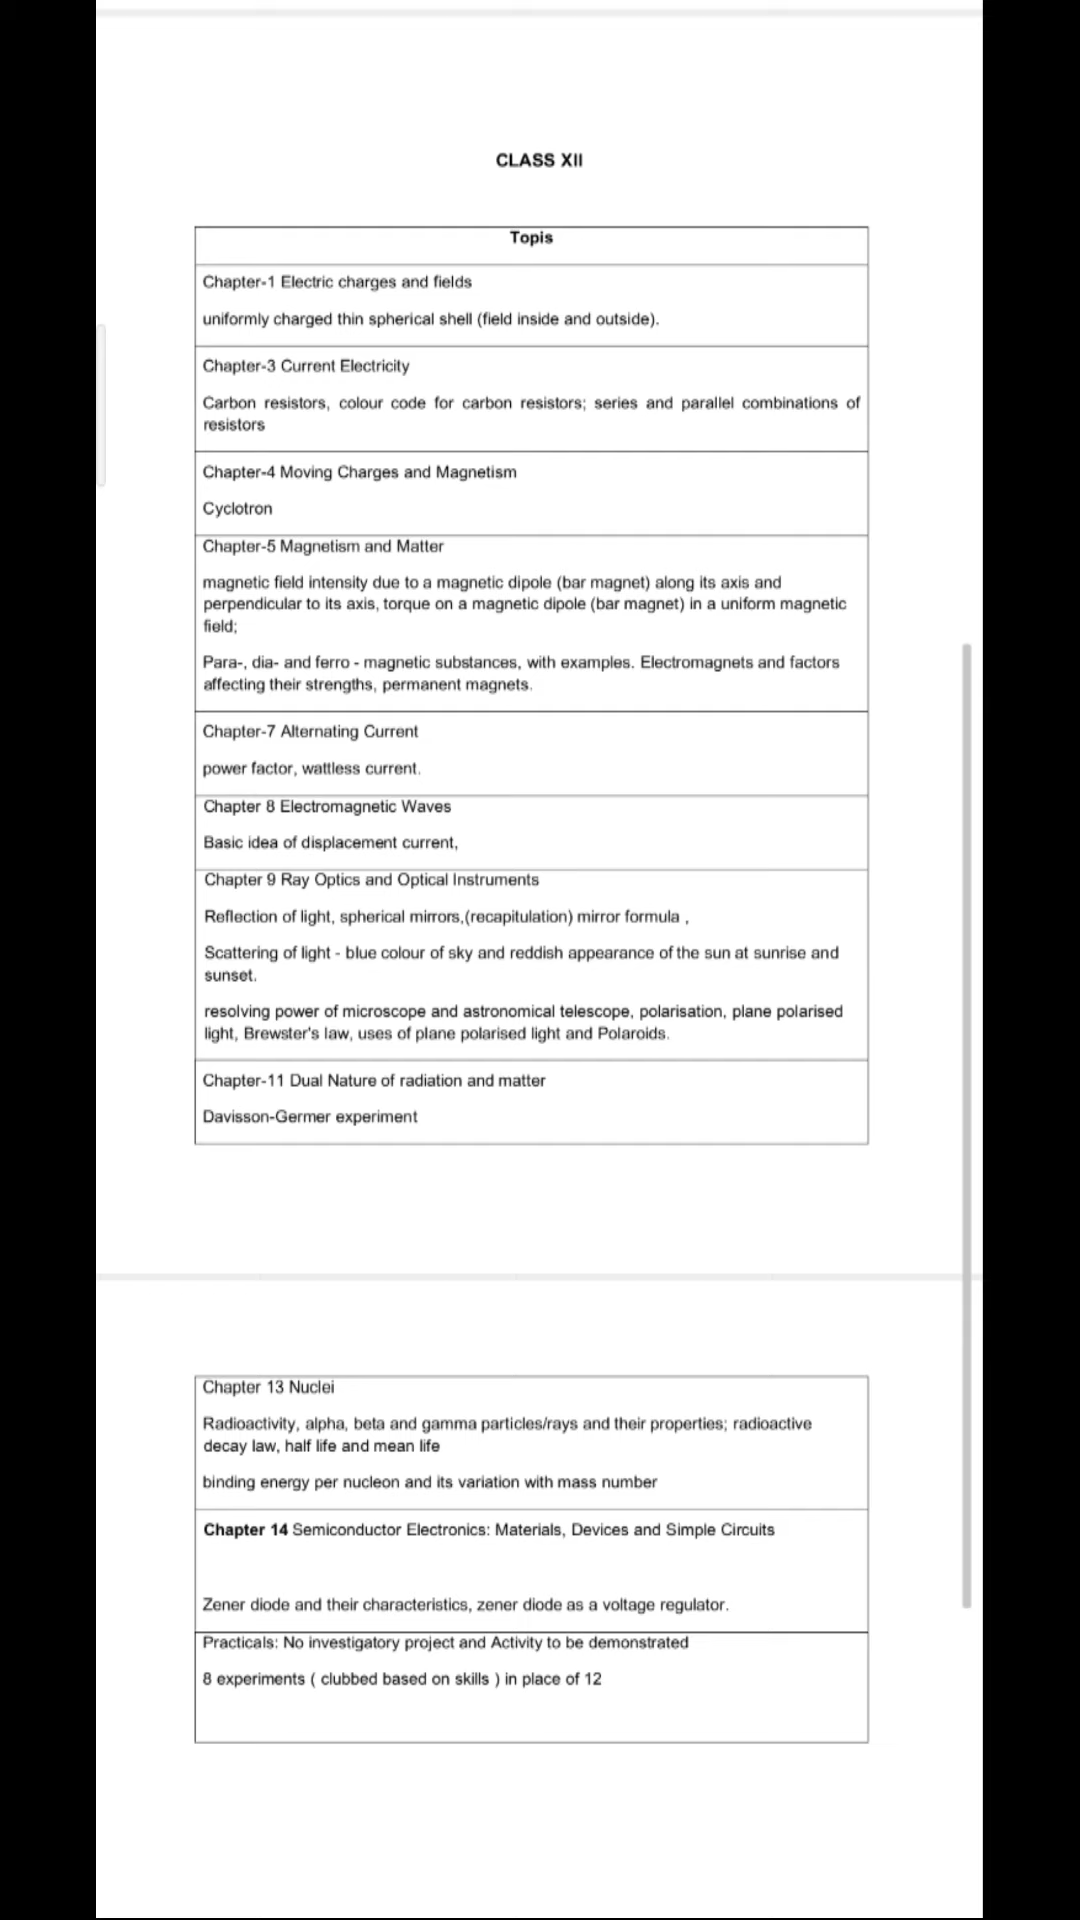 CLASS XII
Topis
Chapter-1 Electric charges and fields
uniformly charged thin spherical shell (field inside and outside).
Chapter-3 Current Electricity
Carbon resistors, colour code for carbon resistors; series and parallel combinations of
resistors
Chapter-4 Moving Charges and Magnetism
Cyclotron
Chapter-5 Magnetism and Matter
magnetic field intensity due to a magnetic dipole (bar magnet) along its axis and
perpendicular to its axis, torque on a magnetic dipole (bar magnet) in a uniform magnetic
field;
Para-, dia- and ferro - magnetic substances, with examples. Electromagnets and factors
affecting their strengths, permanent magnets.
Chapter-7 Alternating Current
power factor, wattless current.
Chapter 8 Electromagnetic Waves
Basic idea of displacement current,
Chapter 9 Ray Optics and Optical Instruments
Reflection of light, spherical mirrors,(recapitulation) mirror formula ,
Scattering of light - blue colour of sky and reddish appearance of the sun at sunrise and
sunset.
resolving power of microscope and astronomical telescope, polarisation, plane polarised
light, Brewster's law, uses of plane polarised light and Polaroids.
Chapter-11 Dual Nature of radiation and matter
Davisson-Germer experiment
Chapter 13 Nuclei
Radioactivity, alpha, beta and gamma particles/rays and their properties; radioactive
decay law, half life and mean life
binding energy per nucleon and its variation with mass number
Chapter 14 Semiconductor Electronics: Materials, Devices and Simple Circuits
Zener diode and their characteristics, zener diode as a voltage regulator.
Practicals: No investigatory project and Activity to be demonstrated
8 experiments ( clubbed based on skills ) in place of 12